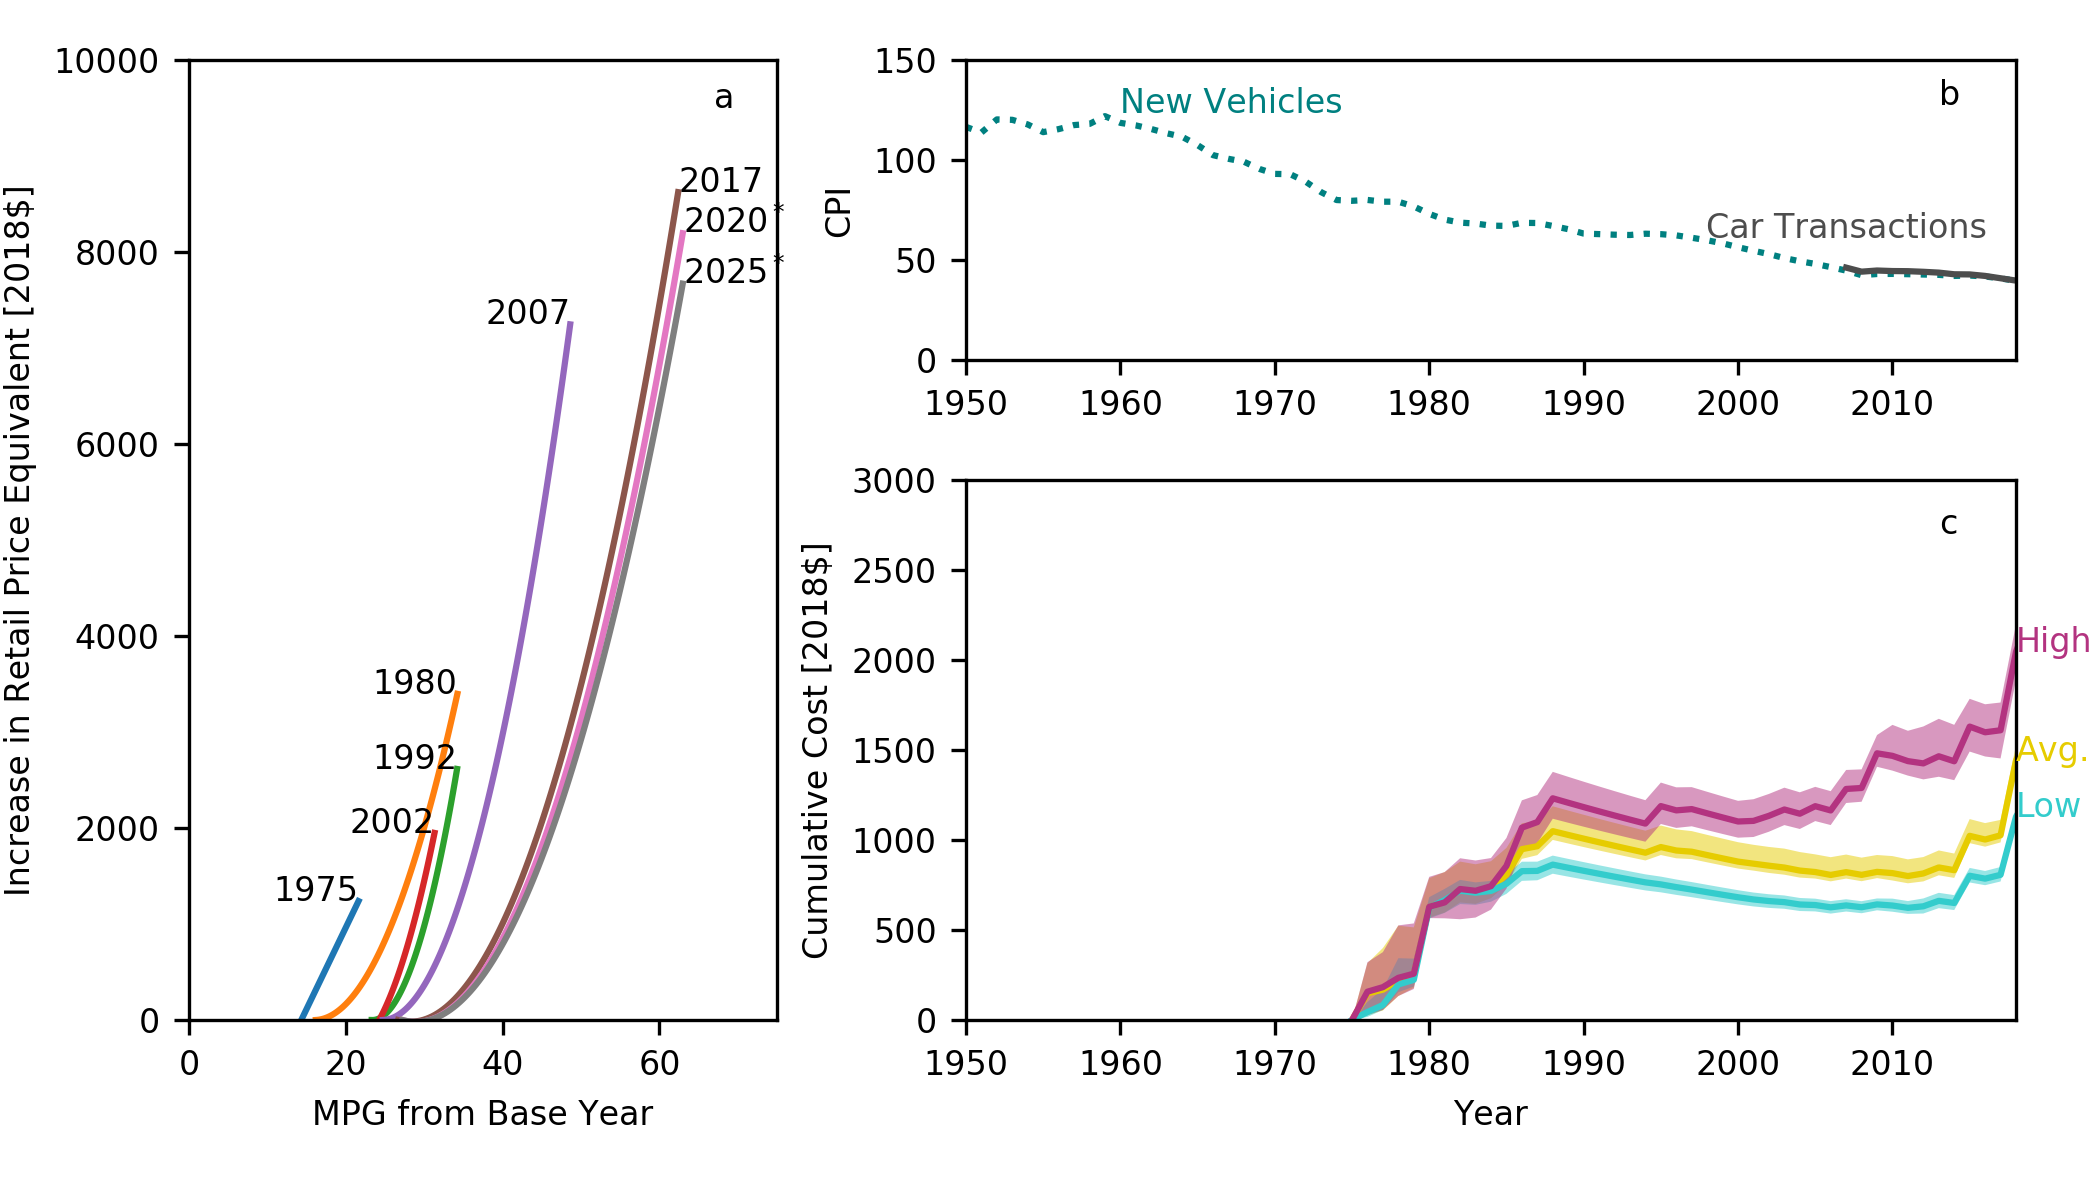 a
10000
8000
6000
4000
2000
0
Increase in Retail Price Equivalent [2018$]
2017
2020*
2025*
2007
1980
1992
2002
1975
0 20 40 60
MPG from Base Year
b
150
100
50
0
CPI
New Vehicles
Car Transactions
1950 1960 1970 1980 1990 2000 2010
c
3000
2500
2000
1500
1000
500
0
Cumulative Cost [2018$]
High
Avg.
Low
1950 1960 1970 1980 1990 2000 2010
Year